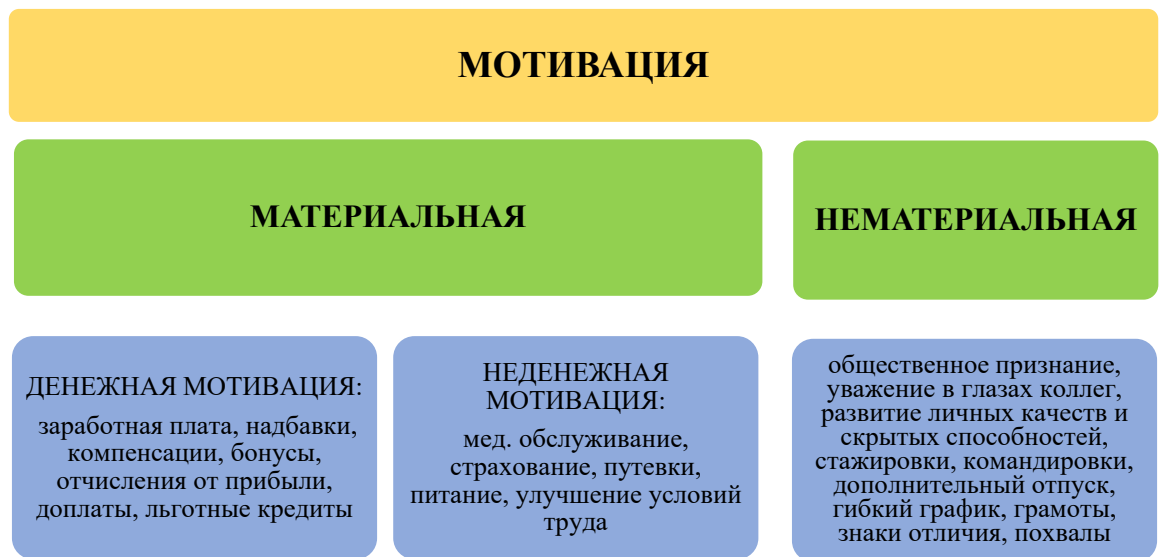 МОТИВАЦИЯ
МАТЕРИАЛЬНАЯ
НЕМАТЕРИАЛЬНАЯ
ДЕНЕЖНАЯ МОТИВАЦИЯ:
заработная плата, надбавки,
компенсации, бонусы,
отчисления от прибыли,
доплаты, льготные кредиты
НЕДЕНЕЖНАЯ
МОТИВАЦИЯ:
мед. обслуживание,
страхование, путевки,
питание, улучшение условий
труда
общественное признание,
уважение в глазах коллег,
развитие личных качеств и
скрытых способностей,
стажировки, командировки,
дополнительный отпуск,
гибкий график, грамоты,
знаки отличия, похвалы